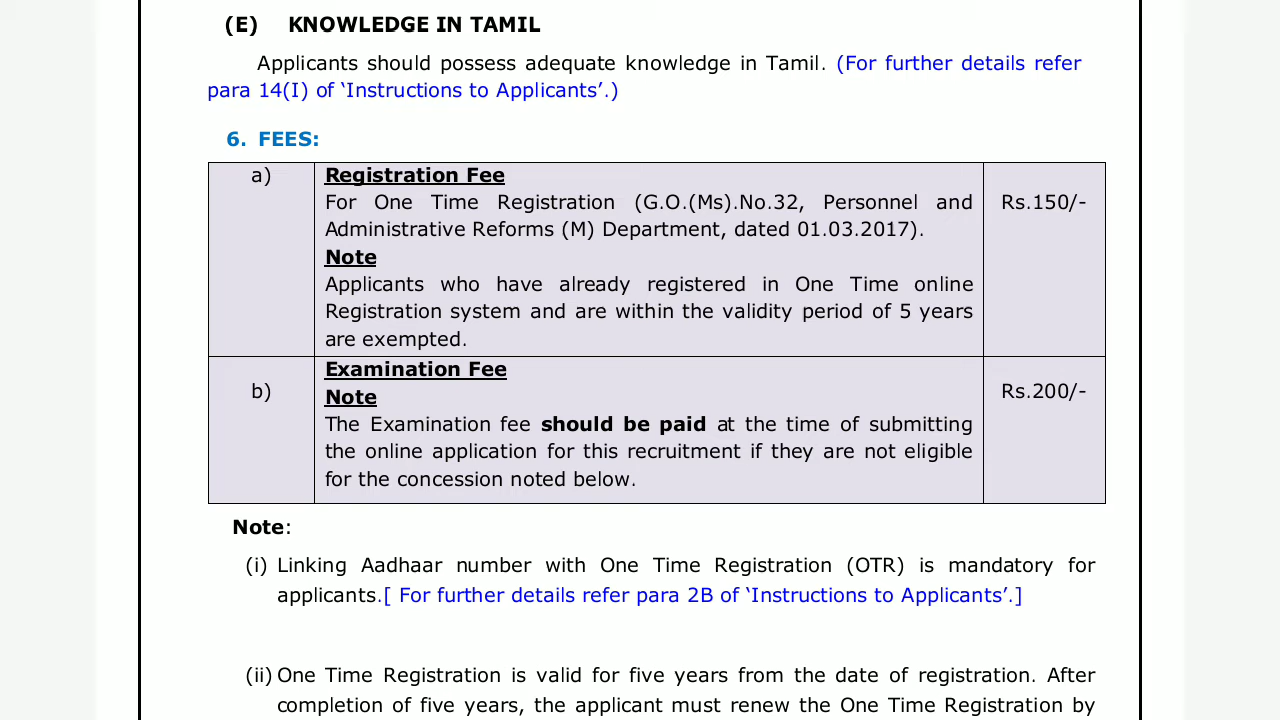 (E) KNOWLEDGE IN TAMIL
Applicants should possess adequate knowledge in Tamil. (For further details refer
para 14(I) of ‘Instructions to Applicants’.)
6. FEES:
a) Registration Fee
For One Time Registration (G.O.(Ms).No.32, Personnel and Rs.150/-
Administrative Reforms (M) Department, dated 01.03.2017).
Note
Applicants who have already registered in One Time online
Registration system and are within the validity period of 5 years
are exempted.
Examination Fee
b) Note Rs.200/-
The Examination fee should be paid at the time of submitting
the online application for this recruitment if they are not eligible
for the concession noted below.
Note:
(i) Linking Aadhaar number with One Time Registration (OTR) is mandatory for
applicants.[ For further details refer para 2B of ‘Instructions to Applicants’.]
(ii) One Time Registration is valid for five years from the date of registration. After
completion of five years, the applicant must renew the One Time Registration by